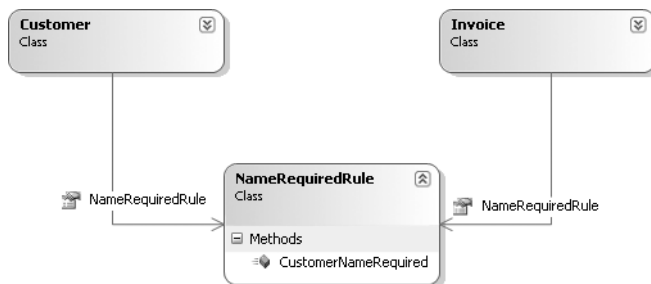 Customer
Class
Invoice
Class
NameRequiredRule
NameRequiredRule
Class
Methods
CustomerNameRequired
NameRequiredRule